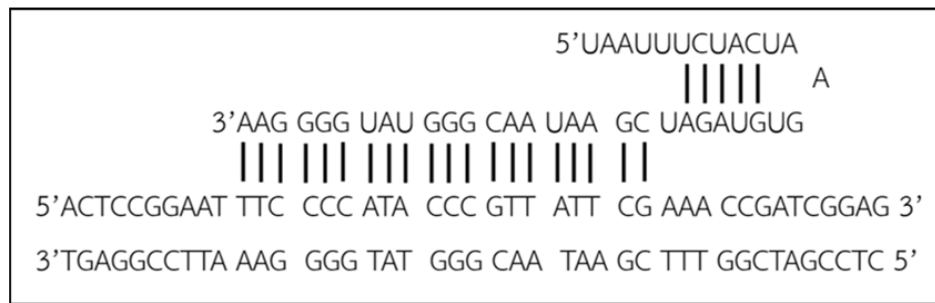 5’UAAUUUCUACUA
A
3’AAG GGG UAU GGG CAA UAA GC UAGAUGUG
5’ACTCCGGAAT TTC CCC ATA CCC GTT ATT CG AAA CCGATCGGAG 3’
3’TGAGGCCTTA AAG GGG TAT GGG CAA TAA GC TTT GGCTAGCCTC 5’